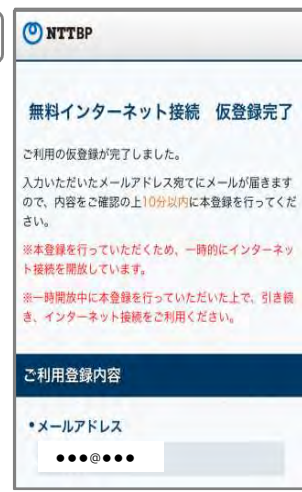 NTTBP
無料インターネット接続 仮登録完了
ご利用の仮登録が完了しました。
入力いただいたメールアドレス宛てにメールが届きます
ので、内容をご確認の上10分以内に本登録を行ってくだ
さい。
※本登録を行っていただくため、一時的にインターネッ
ト接続を開放しています。
※一時開放中に本登録を行っていただいた上で、引き続
き、インターネット接続をご利用ください。
ご利用登録内容
•メールアドレス
●●●@●●●